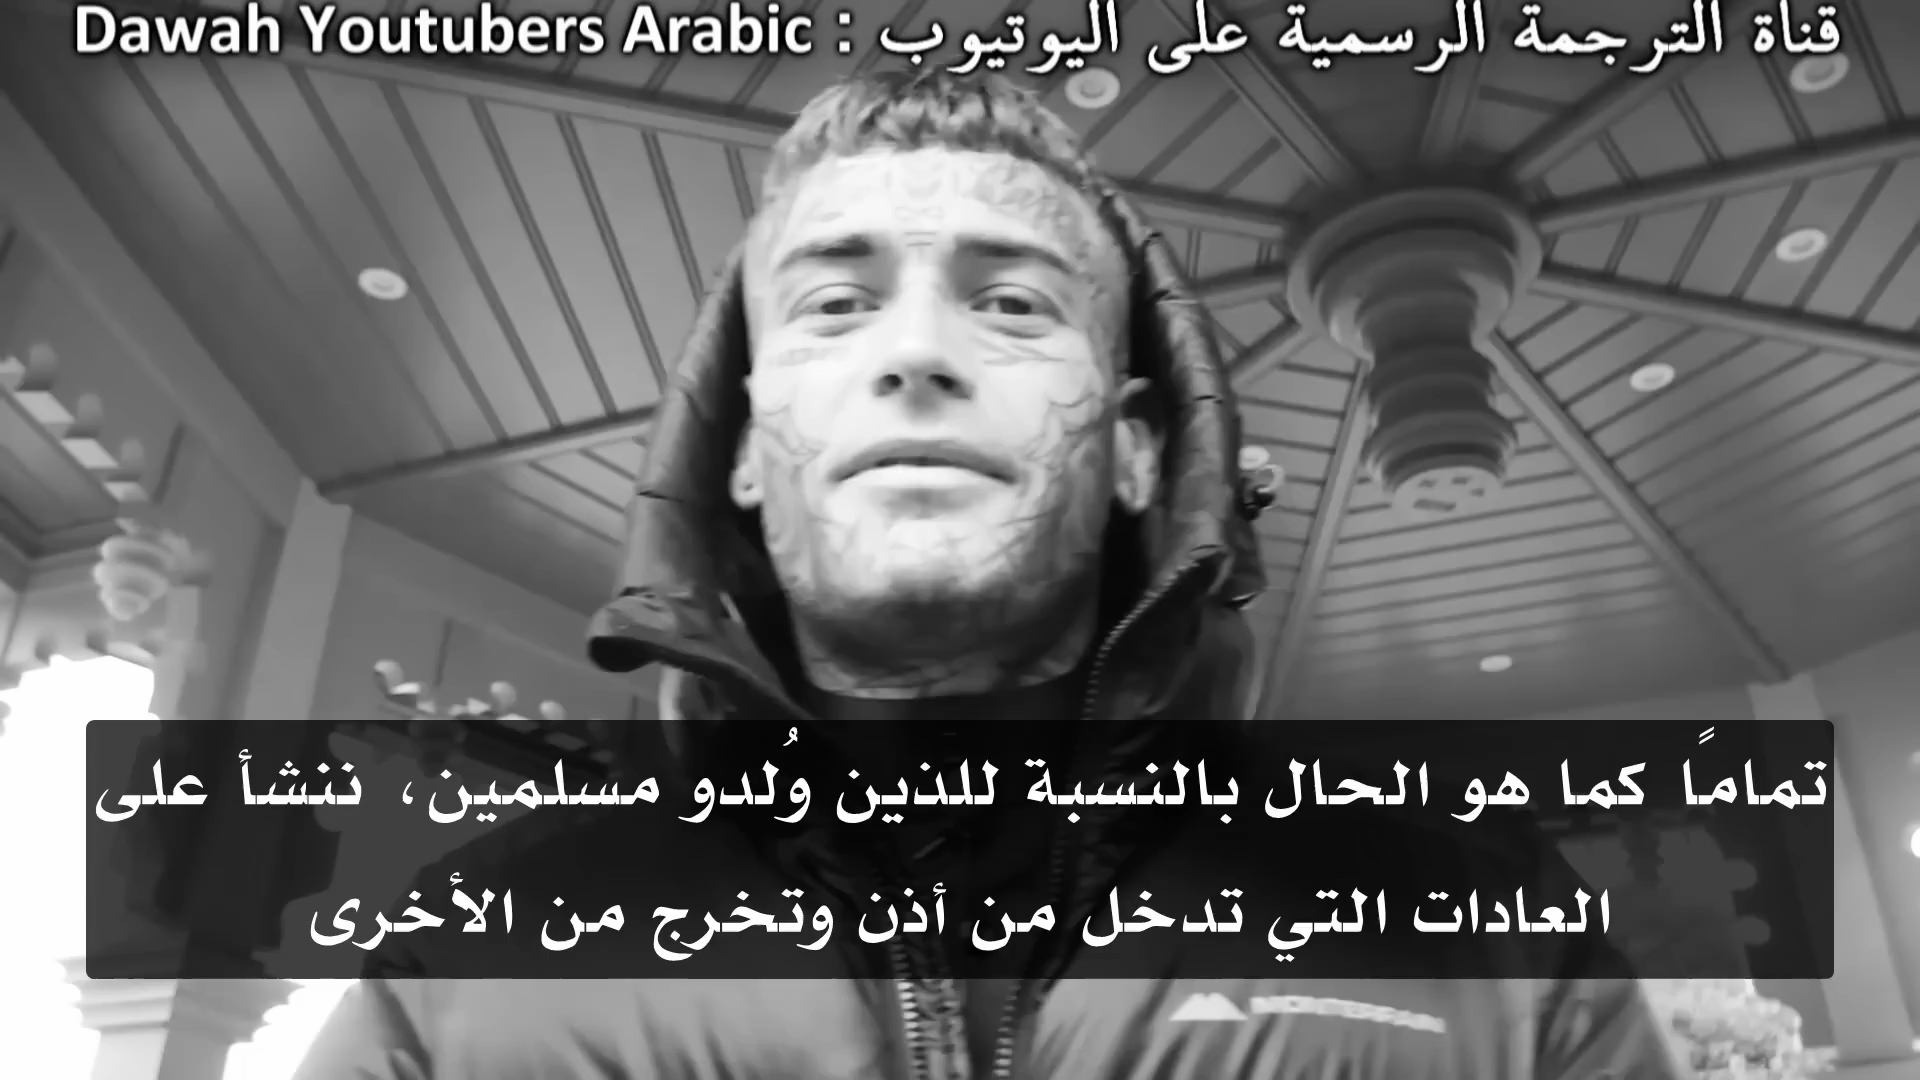 قناة الترجمة الرسمية على اليوتيوب : Dawah Youtubers Arabic
تماماً كما هو الحال بالنسبة للذين وُلدو مسلمين، ننشأ على
العادات التي تدخل من أذن وتخرج من الأخرى